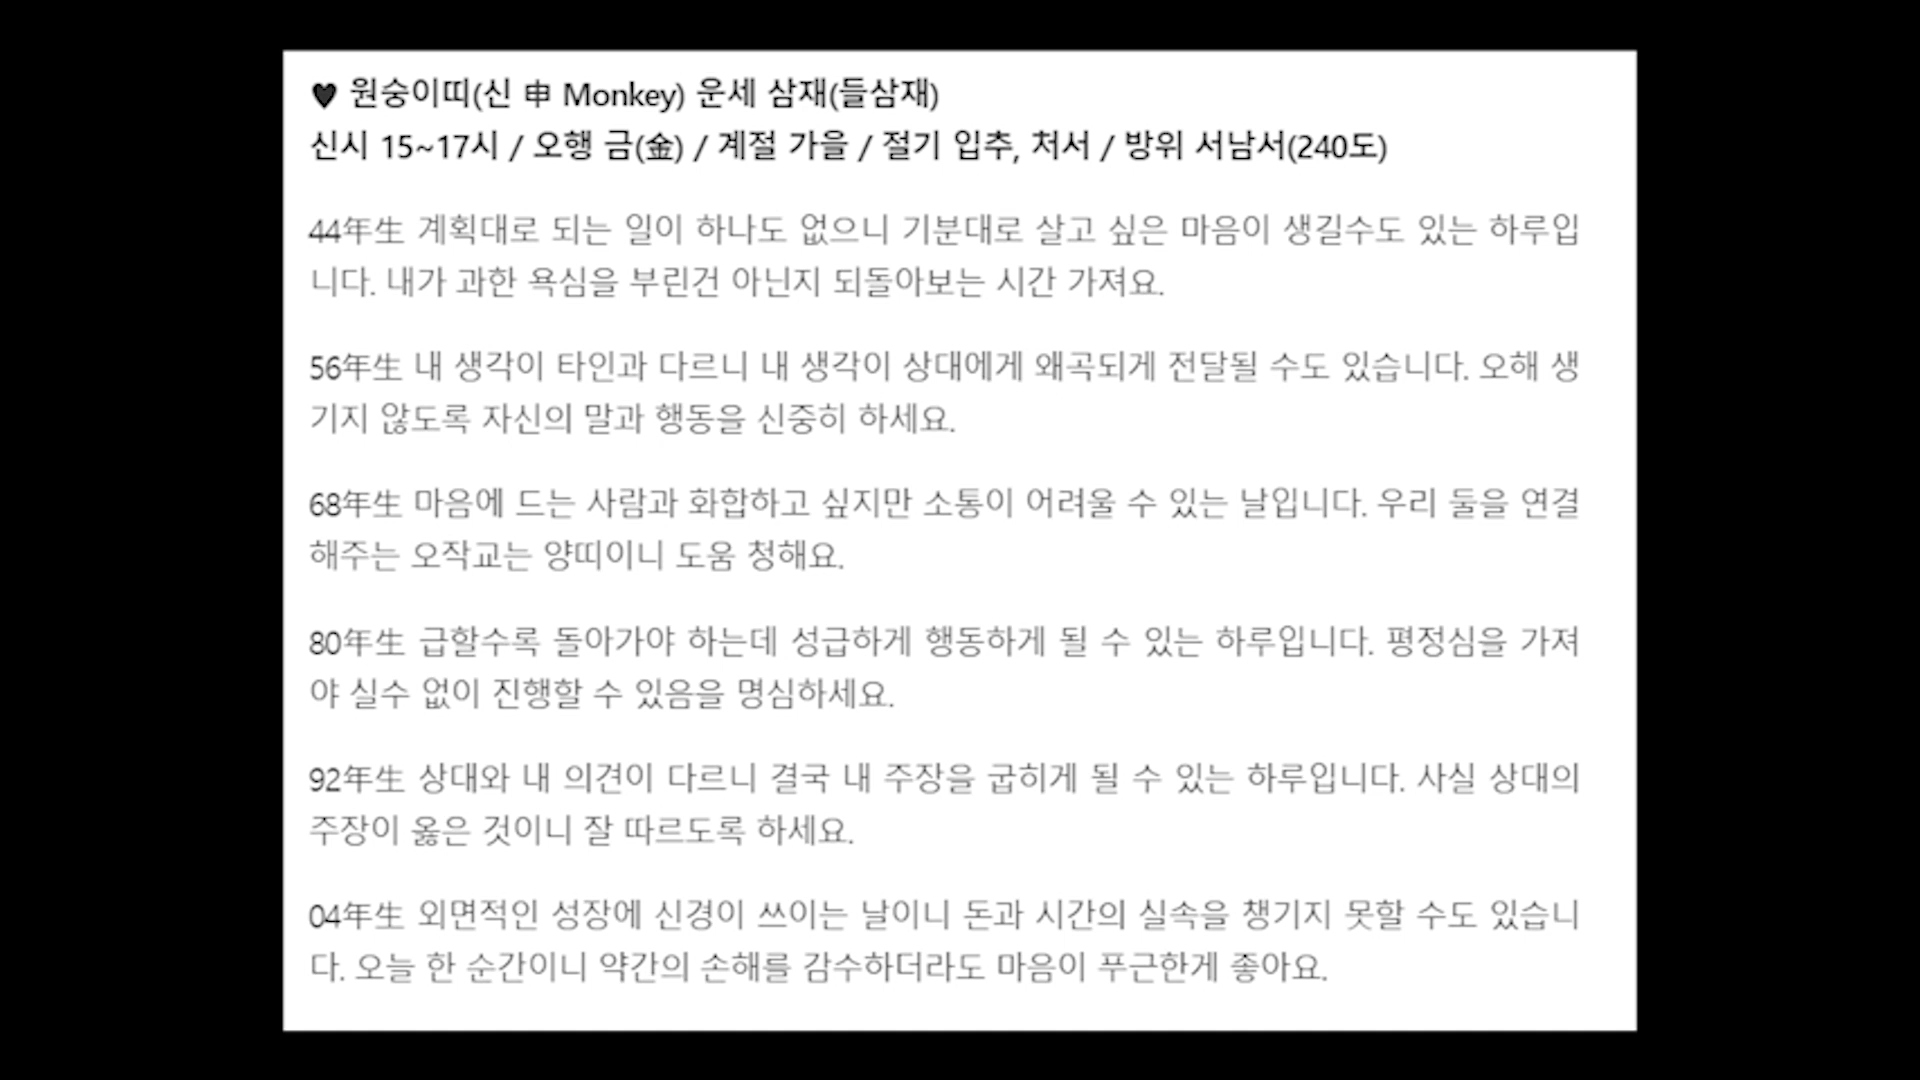 ♥ 원숭이띠(신 申 Monkey) 운세 삼재(들삼재)
신시 15~17시 / 오행 금(金) / 계절 가을 / 절기 입추, 처서 / 방위 서남서(240도)
44年生 계획대로 되는 일이 하나도 없으니 기분대로 살고 싶은 마음이 생길수도 있는 하루입
니다. 내가 과한 욕심을 부린건 아닌지 되돌아보는 시간 가져요.
56年生 내 생각이 타인과 다르니 내 생각이 상대에게 왜곡되게 전달될 수도 있습니다. 오해 생
기지 않도록 자신의 말과 행동을 신중히 하세요.
68年生 마음에 드는 사람과 화합하고 싶지만 소통이 어려울 수 있는 날입니다. 우리 둘을 연결
해주는 오작교는 양띠이니 도움 청해요.
80年生 급할수록 돌아가야 하는데 성급하게 행동하게 될 수 있는 하루입니다. 평정심을 가져
야 실수 없이 진행할 수 있음을 명심하세요.
92年生 상대와 내 의견이 다르니 결국 내 주장을 굽히게 될 수 있는 하루입니다. 사실 상대의
주장이 옳은 것이니 잘 따르도록 하세요.
04年生 외면적인 성장에 신경이 쓰이는 날이니 돈과 시간의 실속을 챙기지 못할 수도 있습니
다. 오늘 한 순간이니 약간의 손해를 감수하더라도 마음이 푸근한게 좋아요.